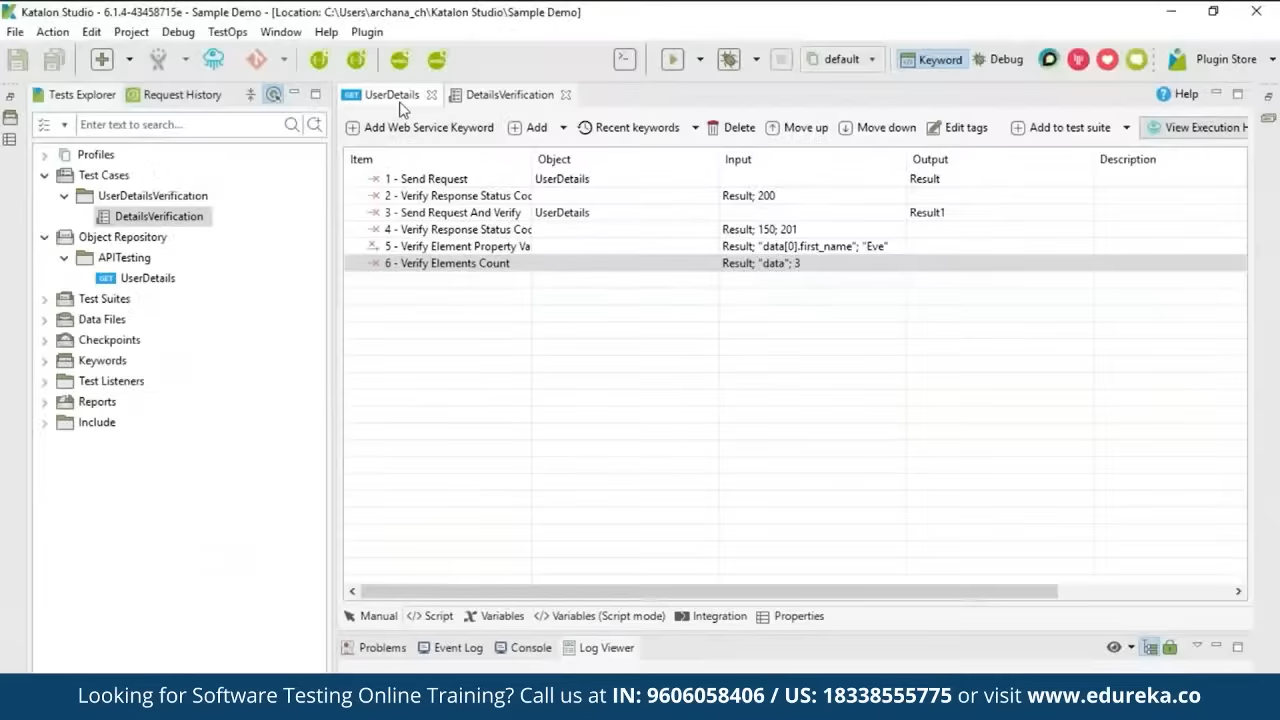 Katalon Studio - 6.1.4-43458715e - Sample Demo - [Location: C:\Users\archana_ch\Katalon Studio\Sample Demo]
File Action Edit Project Debug TestOps Window Help Plugin
default Keyword Debug Plugin Store
Tests Explorer Request History
GET UserDetails DetailsVerification Help
Enter text to search...
Add Web Service Keyword Add Recent keywords Delete Move up Move down Edit tags Add to test suite View Execution H
Profiles
Test Cases
UserDetailsVerification
DetailsVerification
Object Repository
APITesting
GET UserDetails
Test Suites
Data Files
Checkpoints
Keywords
Test Listeners
Reports
Include
Item Object Input Output Description
1 - Send Request UserDetails Result
2 - Verify Response Status Coc Result; 200
3 - Send Request And Verify UserDetails Result1
4 - Verify Response Status Coc Result; 150; 201
5 - Verify Element Property Va Result; "data[0].first_name"; "Eve"
6 - Verify Elements Count Result; "data"; 3
Manual </> Script Variables </> Variables (Script mode) Integration Properties
Problems Event Log Console Log Viewer
Looking for Software Testing Online Training? Call us at IN: 9606058406 / US: 18338555775 or visit www.edureka.co